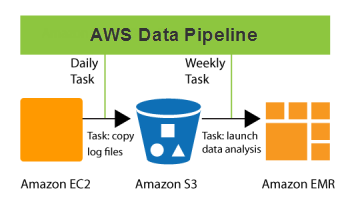 AWS Data Pipeline
Daily
Task
Weekly
Task
Task: copy
log files
Task: launch
data analysis
Amazon EC2
Amazon S3
Amazon EMR